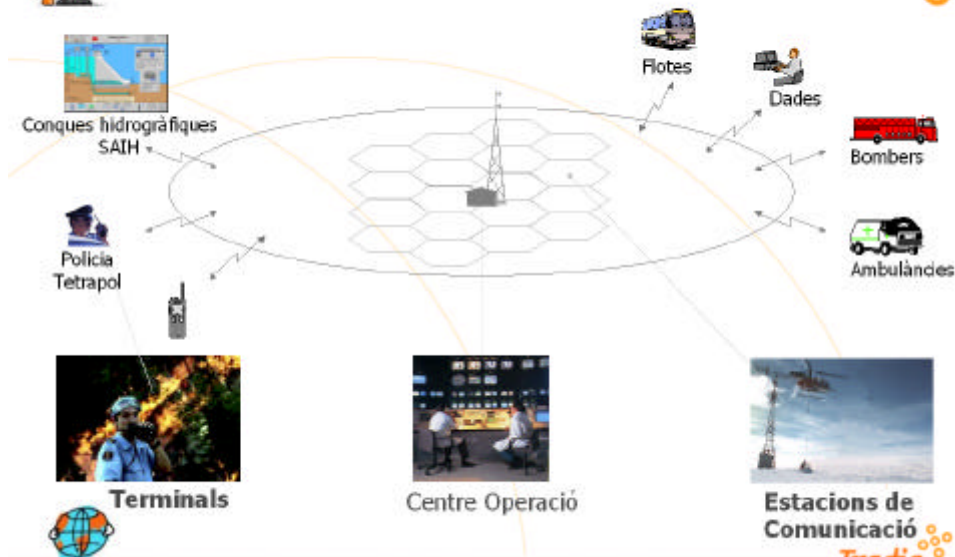 Flotes
Dades
Conques hidrogràfiques
SAIH
Bombers
Policia
Tetrapol
Ambulàncies
Terminals
Centre Operació
Estacions de
Comunicació